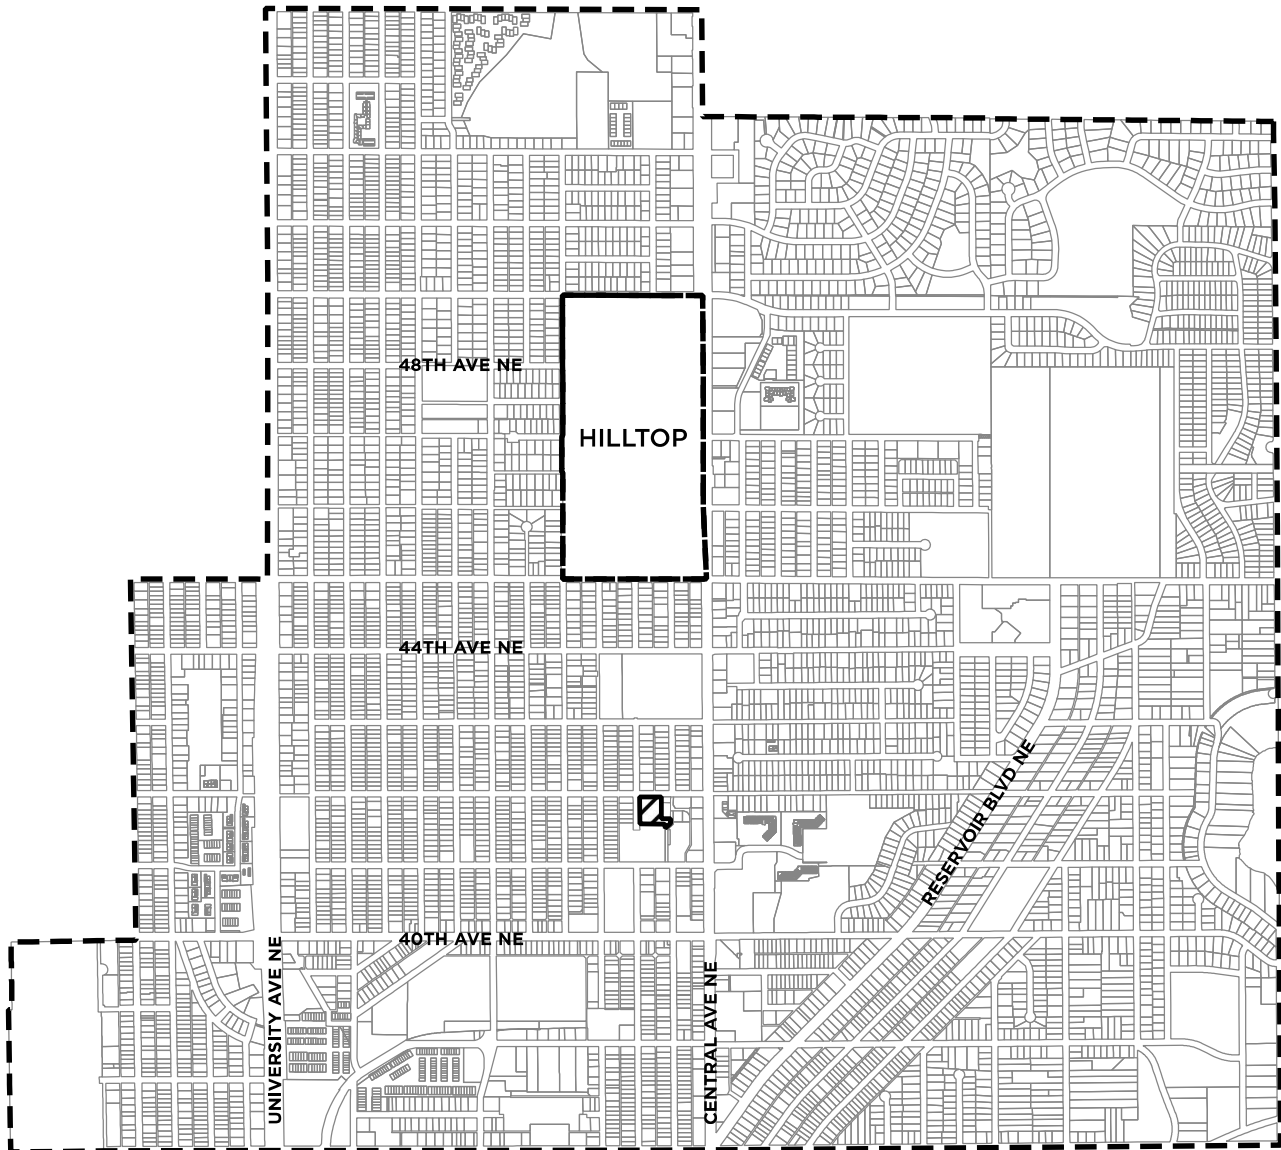 48TH AVE NE
HILLTOP
44TH AVE NE
RESERVOIR BLVD NE
40TH AVE NE
UNIVERSITY AVE NE
CENTRAL AVE NE